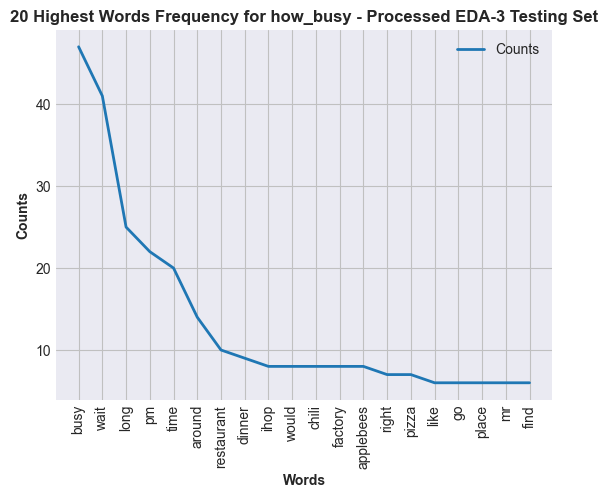 20 Highest Words Frequency for how_busy - Processed EDA-3 Testing Set
Counts
40
30
20
10
Counts
busy
wait
long
pm
time
around
restaurant
dinner
ihop
would
chili
factory
applebees
right
pizza
like
go
place
mr
find
Words